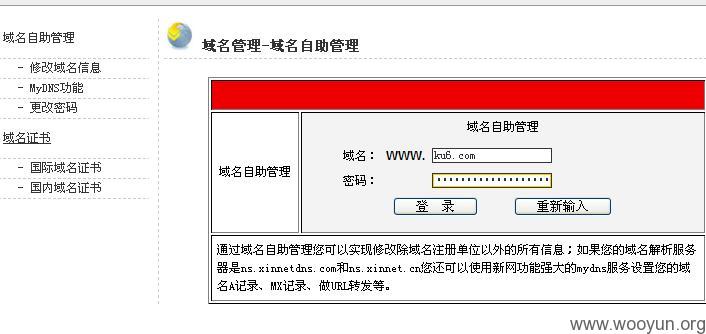 域名自助管理
- 修改域名信息
- MyDNS功能
- 更改密码
域名证书
- 国际域名证书
- 国内域名证书
域名管理-域名自助管理
域名自助管理
域名自助管理
域名： www. ku6.com
密码：
登 录 重新输入
通过域名自助管理您可以实现修改除域名注册单位以外的所有信息；如果您的域名解析服务
器是ns.xinnetdns.com和ns.xinnet.cn您还可以使用新网功能强大的mydns服务设置您的域
名A记录、MX记录、做URL转发等。
www.wooyun.org